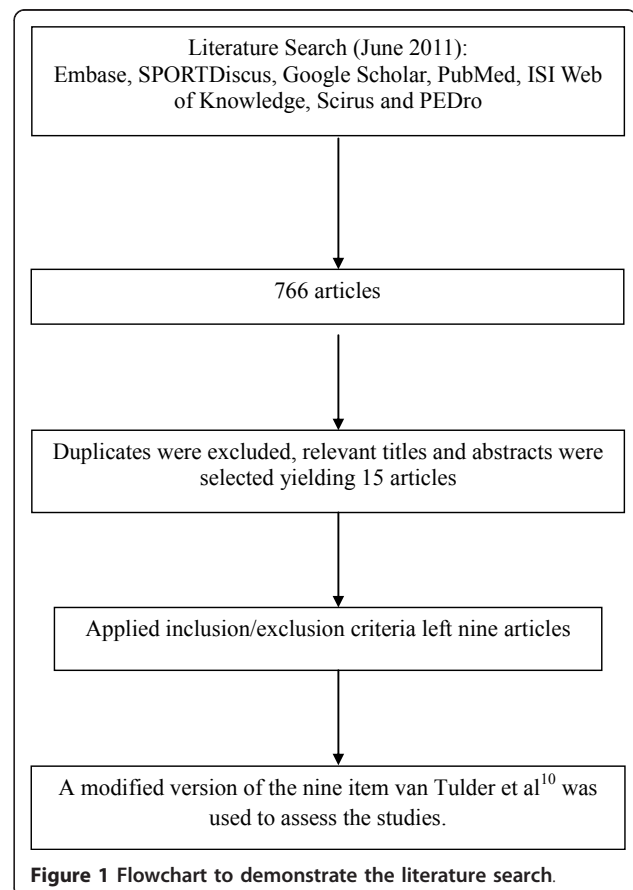 Literature Search (June 2011):
Embase, SPORTDiscus, Google Scholar, PubMed, ISI Web
of Knowledge, Scirus and PEDro
766 articles
Duplicates were excluded, relevant titles and abstracts were
selected yielding 15 articles
Applied inclusion/exclusion criteria left nine articles
A modified version of the nine item van Tulder et al¹⁰ was
used to assess the studies.
Figure 1 Flowchart to demonstrate the literature search.